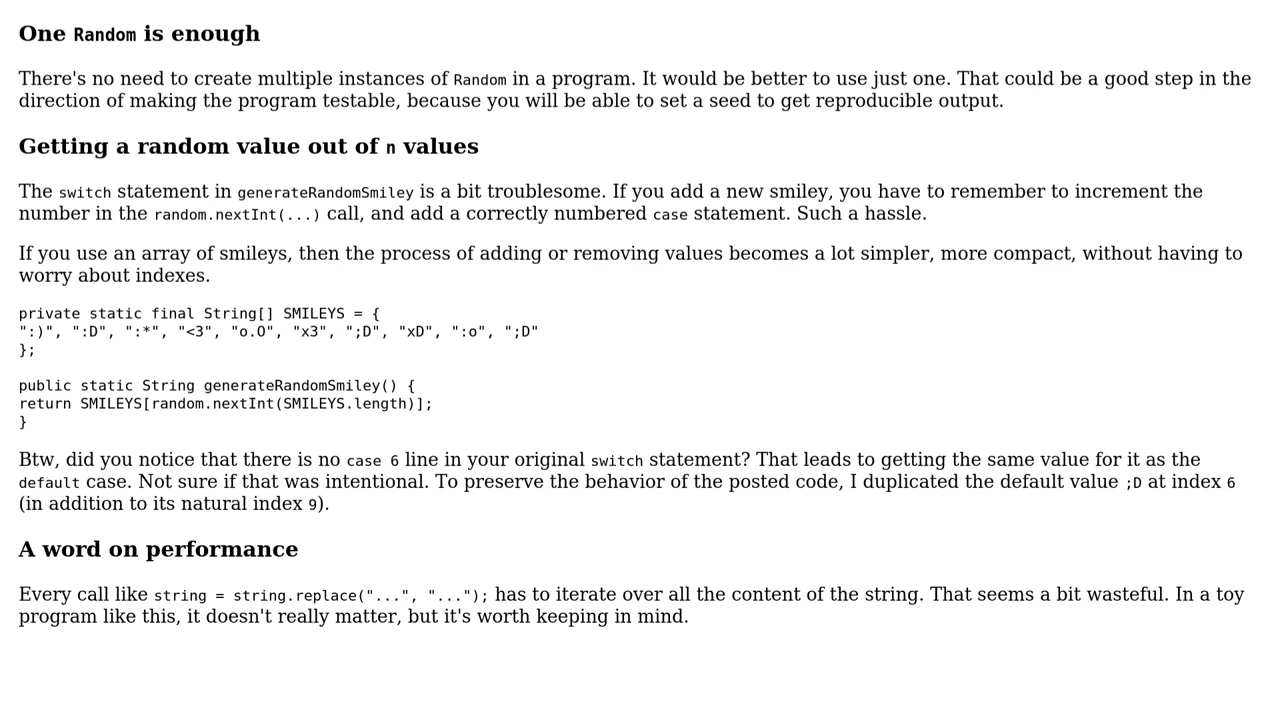 One Random is enough
There's no need to create multiple instances of Random in a program. It would be better to use just one. That could be a good step in the
direction of making the program testable, because you will be able to set a seed to get reproducible output.
Getting a random value out of n values
The switch statement in generateRandomSmiley is a bit troublesome. If you add a new smiley, you have to remember to increment the
number in the random.nextInt(...) call, and add a correctly numbered case statement. Such a hassle.
If you use an array of smileys, then the process of adding or removing values becomes a lot simpler, more compact, without having to
worry about indexes.
private static final String[] SMILEYS = {
":)", ":D", ":*", "<3", "o.O", "x3", ";D", "xD", ":o", ";D"
};
public static String generateRandomSmiley() {
return SMILEYS[random.nextInt(SMILEYS.length)];
}
Btw, did you notice that there is no case 6 line in your original switch statement? That leads to getting the same value for it as the
default case. Not sure if that was intentional. To preserve the behavior of the posted code, I duplicated the default value ;D at index 6
(in addition to its natural index 9).
A word on performance
Every call like string = string.replace("...", "..."); has to iterate over all the content of the string. That seems a bit wasteful. In a toy
program like this, it doesn't really matter, but it's worth keeping in mind.